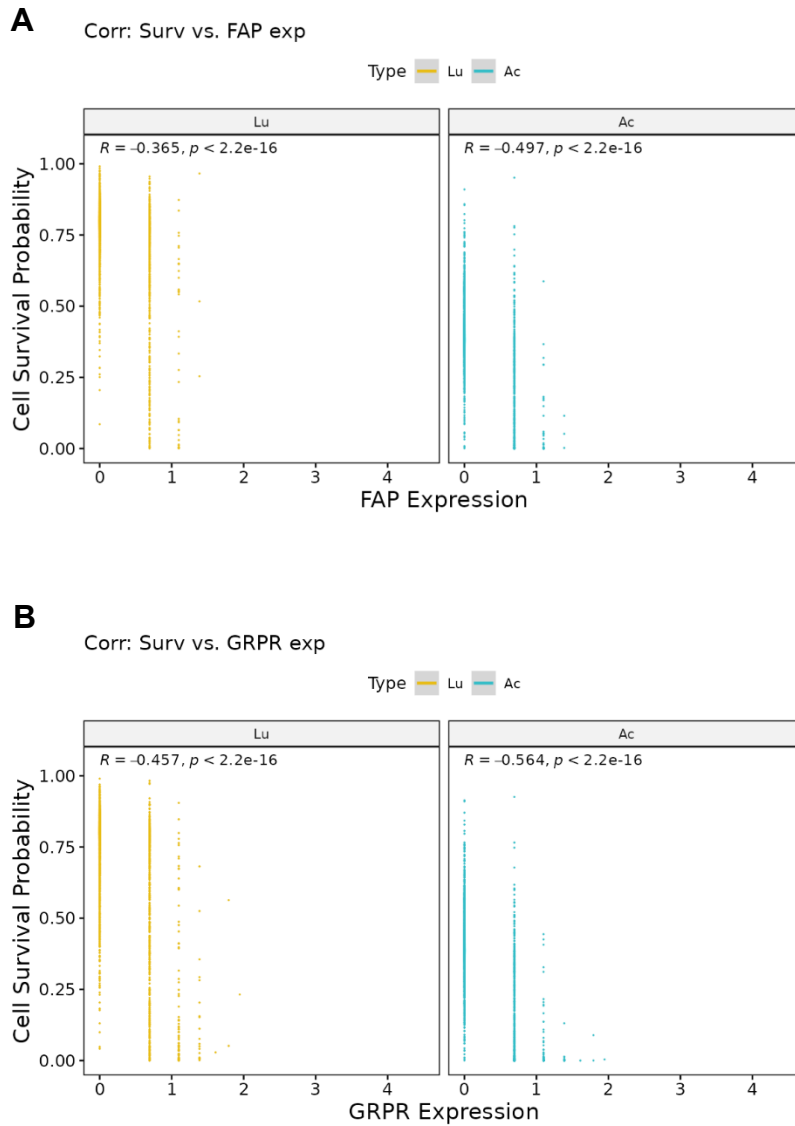 A
Corr: Surv vs. FAP exp
Type Lu Ac
Lu Ac
R = –0.365, p < 2.2e-16 R = –0.497, p < 2.2e-16
Cell Survival Probability
1.00
0.75
0.50
0.25
0.00
0 1 2 3 4 0 1 2 3 4
FAP Expression
B
Corr: Surv vs. GRPR exp
Type Lu Ac
Lu Ac
R = –0.457, p < 2.2e-16 R = –0.564, p < 2.2e-16
Cell Survival Probability
1.00
0.75
0.50
0.25
0.00
0 1 2 3 4 0 1 2 3 4
GRPR Expression